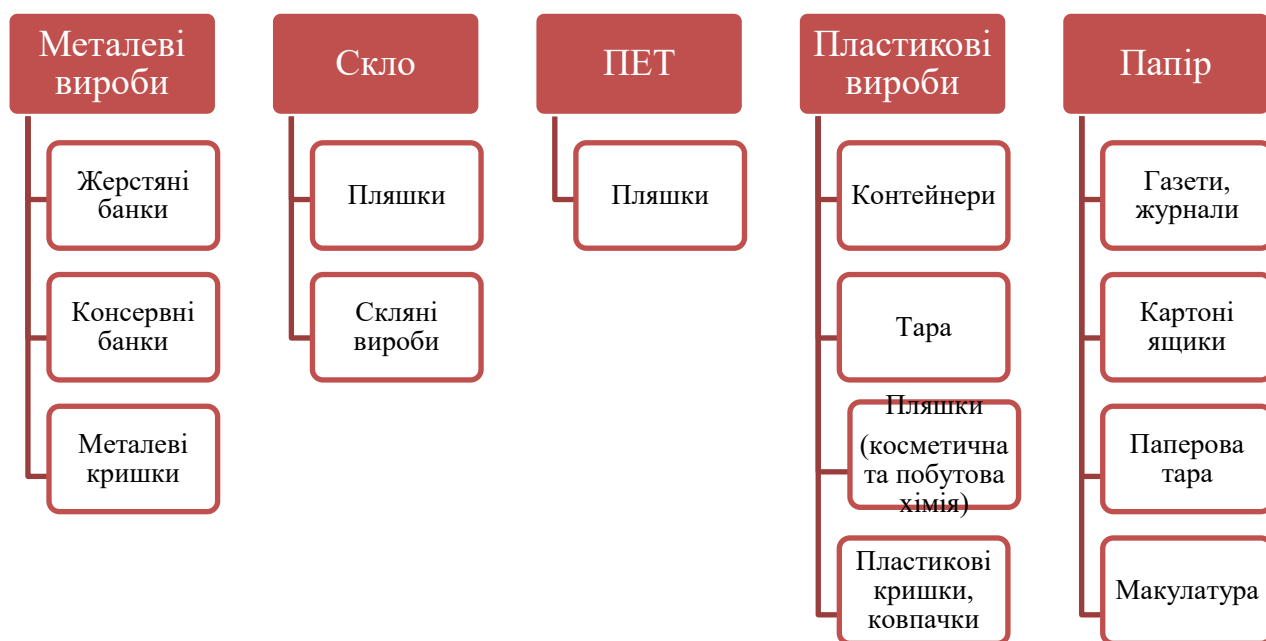 Металеві
вироби
Жерстяні
банки
Консервні
банки
Металеві
кришки
Скло
Пляшки
Скляні
вироби
ПЕТ
Пляшки
Пластикові
вироби
Контейнери
Тара
Пляшки
(косметична
та побутова
хімія)
Пластикові
кришки,
ковпачки
Папір
Газети,
журнали
Картоні
ящики
Паперова
тара
Макулатура